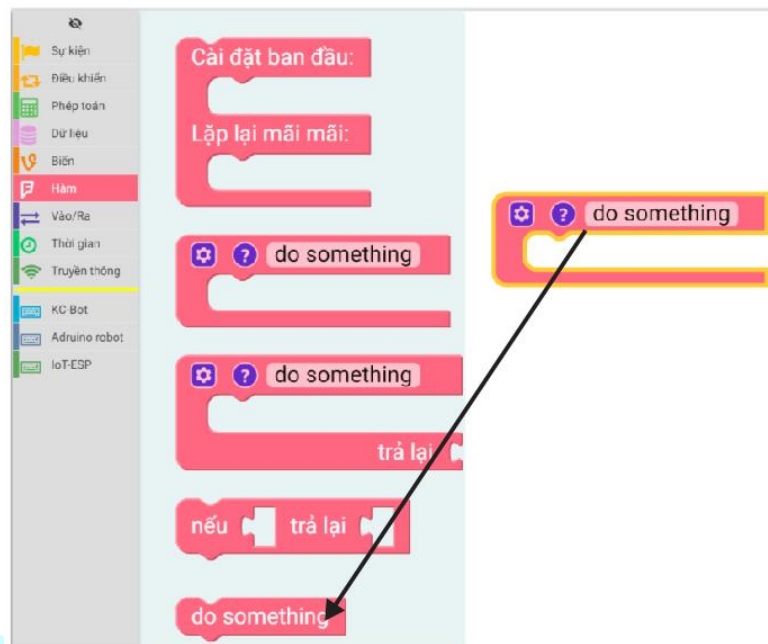 Sự kiện
Điều khiển
Phép toán
Dữ liệu
Biến
Hàm
Vào/Ra
Thời gian
Truyền thông
KC-Bot
Adruino robot
IoT-ESP
Cài đặt ban đầu:
Lặp lại mãi mãi:
? do something
? do something
trả lại
nếu trả lại
do something
? do something